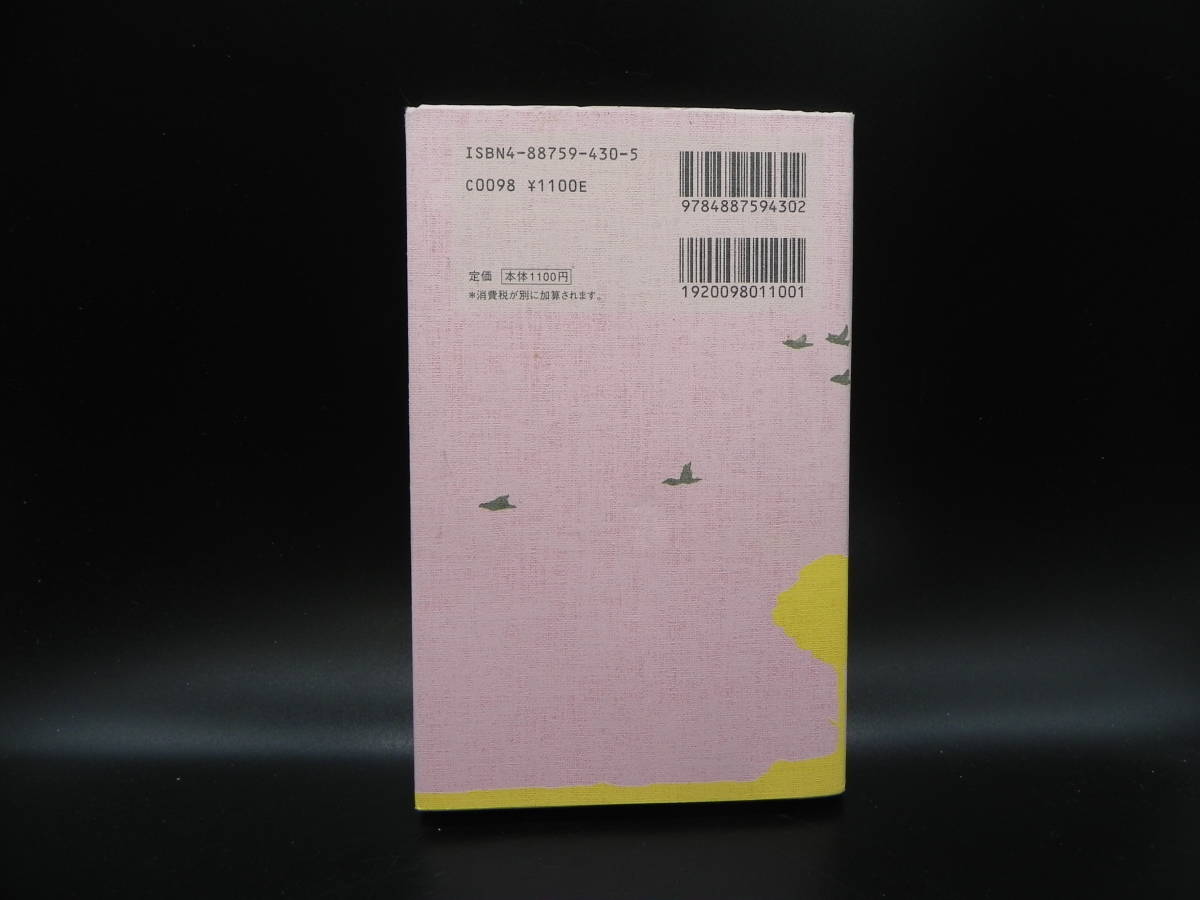 ISBN4-88759-430-5
C0098 ¥1100E
9784887594302
定価 本体1100円
＊消費税が別に加算されます。
1920098011001